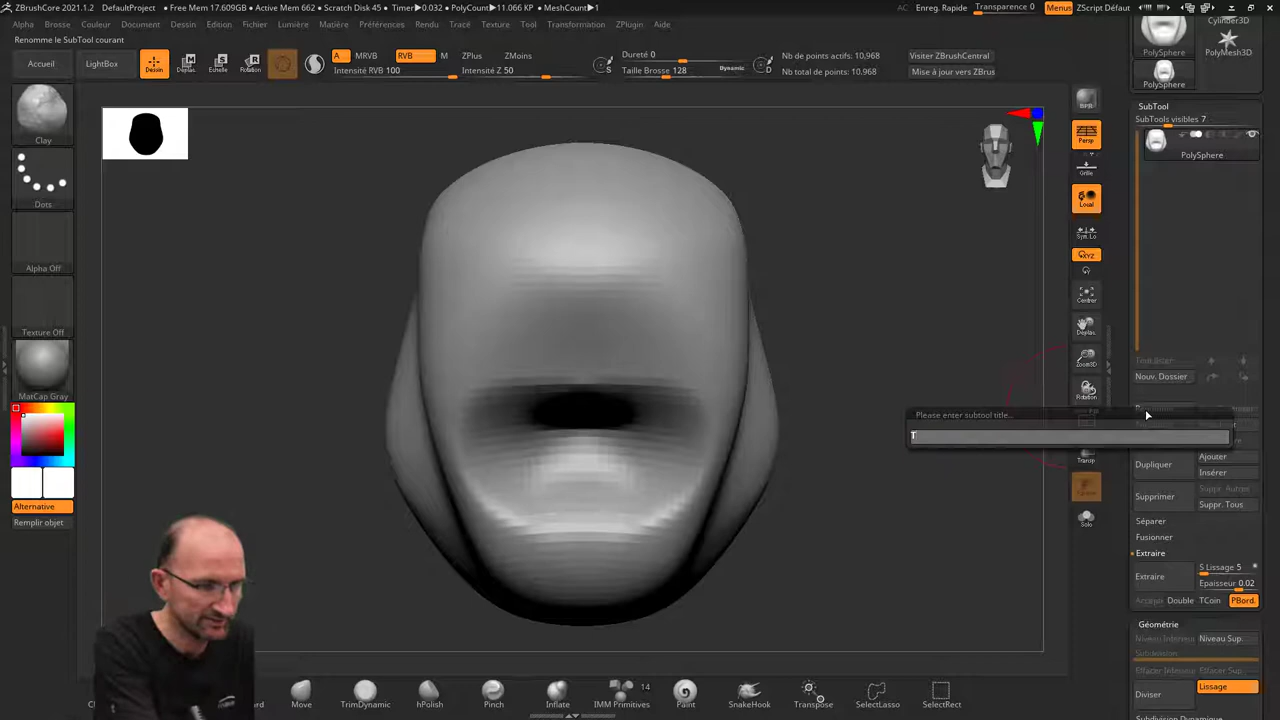 ZBrushCore 2021.1.2 DefaultProject • Free Mem 17.609GB • Active Mem 662 • Scratch Disk 45 • Timer▶0.032 • PolyCount▶11.066 KP • MeshCount▶1
AC Enreg. Rapide Transparence 0 Menus ZScript Défaut
Alpha Brosse Couleur Document Dessin Edition Fichier Lumière Matière Préférences Rendu Tracé Texture Tool Transformation ZPlugin Aide
Renomme le SubTool courant
Accueil
LightBox
Dessin
Déplac.
Echelle
Rotation
A MRVB
RVB M
ZPlus
ZMoins
Intensité RVB 100
Intensité Z 50
Dureté 0
Taille Brosse 128
Dynamic
S
D
Nb de points actifs: 10,968
Nb total de points: 10,968
Visiter ZBrushCentral
Mise à jour vers ZBrus
Clay
Dots
Alpha Off
Texture Off
MatCap Gray
Alternative
Remplir objet
BPR
Persp
Grille
Local
Sym. Lo
XYZ
Centrer
Déplac.
Zoom3D
Rotation
Transp
Solo
Cylinder3D
PolySphere
PolyMesh3D
PolySphere
SubTool
SubTools visibles 7
PolySphere
Tout lister
Nouv. Dossier
Please enter subtool title...
T
Dupliquer
Ajouter
Insérer
Supprimer
Suppr. Autres
Suppr. Tous
Séparer
Fusionner
Extraire
Extraire
S Lissage 5
Epaisseur 0.02
Accepter Double TCoin PBord.
Géométrie
Niveau Inférieur Niveau Sup.
Subdivision
Effacer Inférieurs Effacer Sup.
Diviser
Lissage
Subdivision Dynamique
Move
TrimDynamic
hPolish
Pinch
Inflate
IMM Primitives
14
Paint
SnakeHook
Transpose
SelectLasso
SelectRect